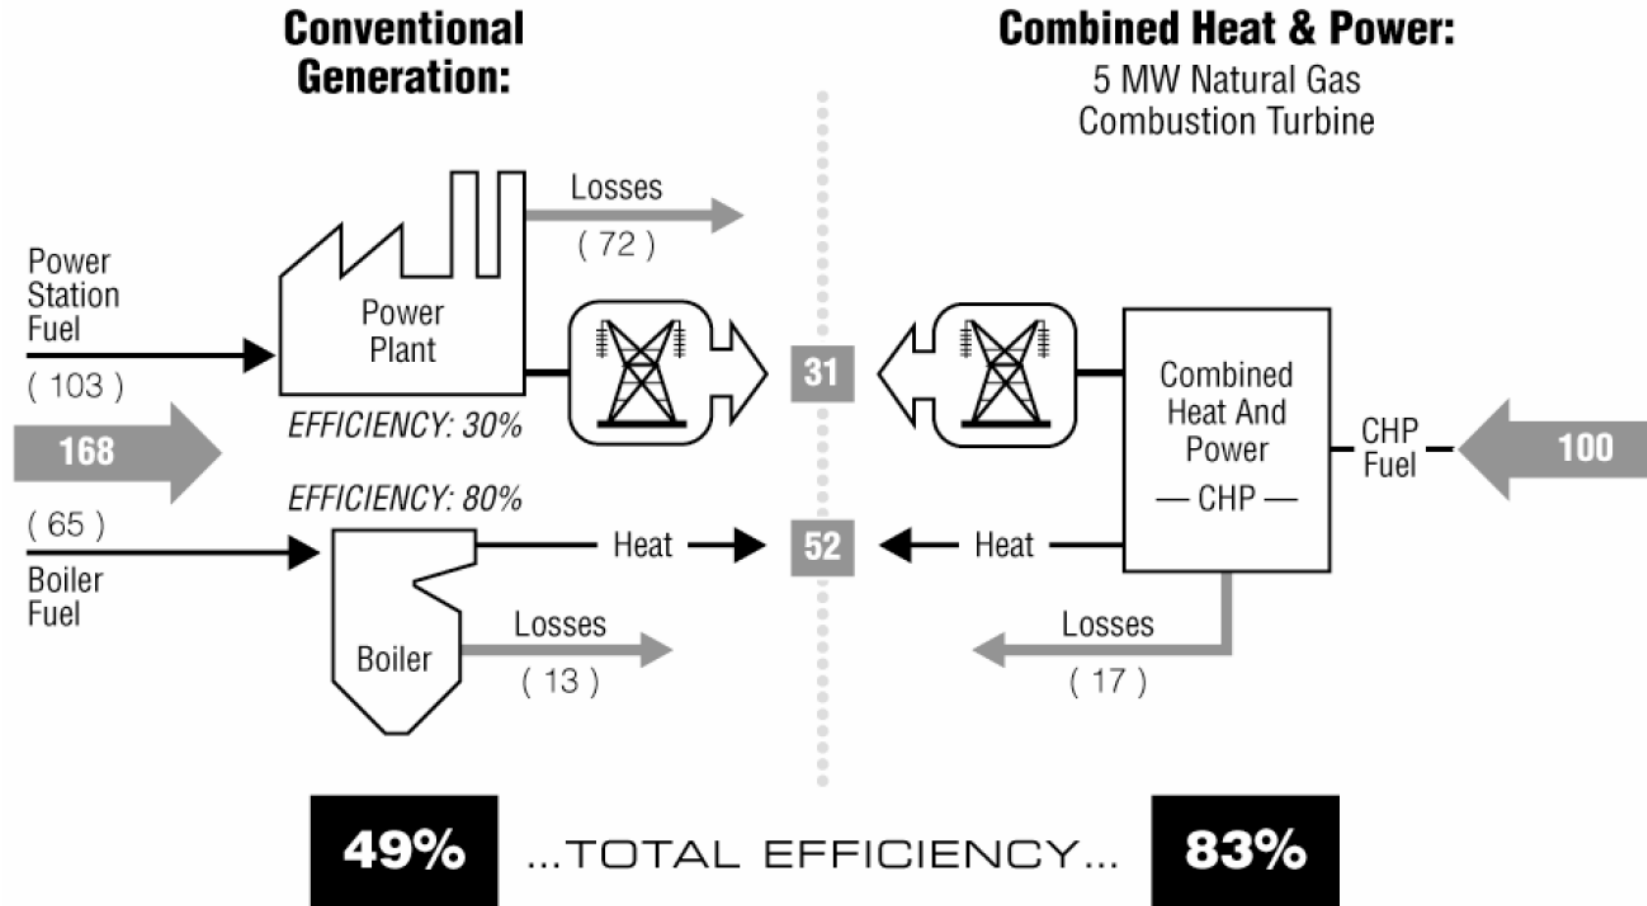 Conventional
Generation:
Combined Heat & Power:
5 MW Natural Gas
Combustion Turbine
Losses
( 72 )
Power
Station
Fuel
( 103 )
Power
Plant
EFFICIENCY: 30%
168
31
Combined
Heat And
Power
— CHP —
CHP
Fuel
100
EFFICIENCY: 80%
( 65 )
Boiler
Fuel
Heat
52
Heat
Boiler
Losses
( 13 )
Losses
( 17 )
49%
...TOTAL EFFICIENCY...
83%